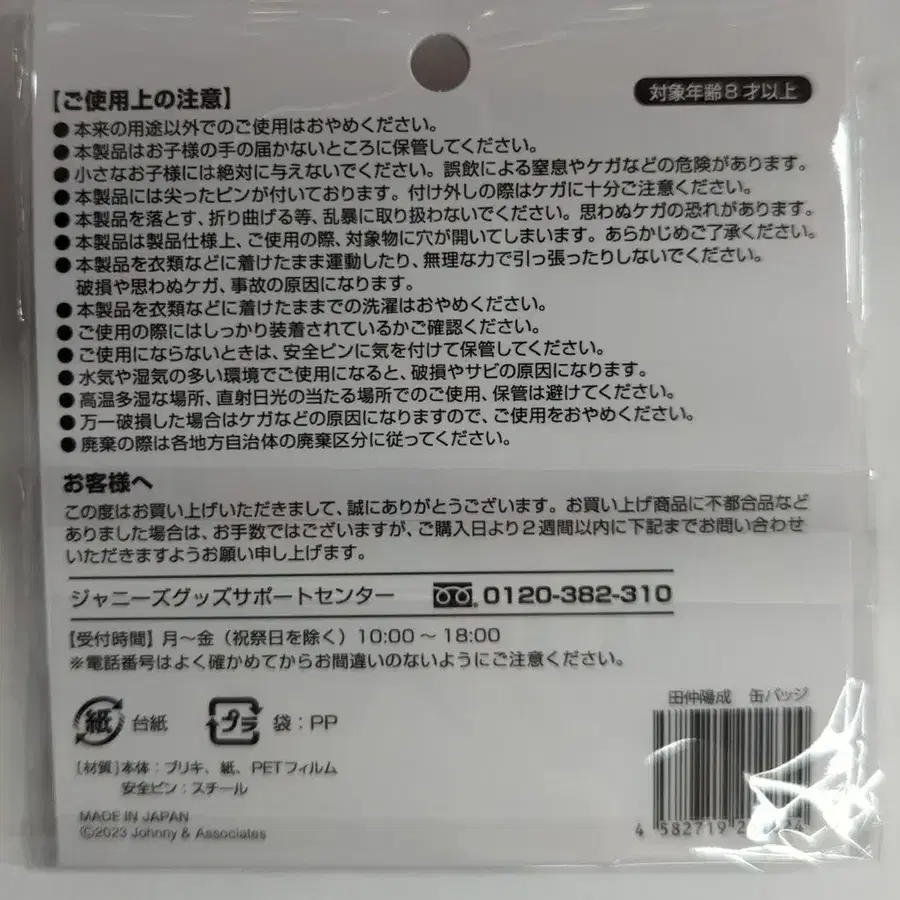 【ご使用上の注意】
対象年齢8才以上
●本来の用途以外でのご使用はおやめください。
●本製品はお子様の手の届かないところに保管してください。
●小さなお子様には絶対に与えないでください。誤飲による窒息やケガなどの危険があります。
●本製品には尖ったピンが付いております。付け外しの際はケガに十分ご注意ください。
●本製品を落とす、折り曲げる等、乱暴に取り扱わないでください。思わぬケガの恐れがあります。
●本製品は製品仕様上、ご使用の際、対象物に穴が開いてしまいます。あらかじめご了承ください。
●本製品を衣類などに着けたまま運動したり、無理な力で引っ張ったりしないでください。
破損や思わぬケガ、事故の原因になります。
●本製品を衣類などに着けたままでの洗濯はおやめください。
●ご使用の際にはしっかり装着されているかご確認ください。
●ご使用にならないときは、安全ピンに気を付けて保管してください。
●水気や湿気の多い環境でご使用になると、破損やサビの原因になります。
●高温多湿な場所、直射日光の当たる場所でのご使用、保管は避けてください。
●万一破損した場合はケガなどの原因になりますので、ご使用をおやめください。
●廃棄の際は各地方自治体の廃棄区分に従ってください。
お客様へ
この度はお買い上げいただきまして、誠にありがとうございます。お買い上げ商品に不都合品など
ありました場合は、お手数ではございますが、ご購入日より2週間以内に下記までお問い合わせ
いただきますようお願い申し上げます。
ジャニーズグッズサポートセンター 0120-382-310
【受付時間】月～金（祝祭日を除く）10:00～18:00
※電話番号はよく確かめてからお間違いのないようにご注意ください。
紙 台紙 プラ 袋：PP
田仲陽成 缶バッジ
[材質]本体：ブリキ、紙、PETフィルム
安全ピン：スチール
MADE IN JAPAN
©2023 Johnny & Associates
4 582719 2